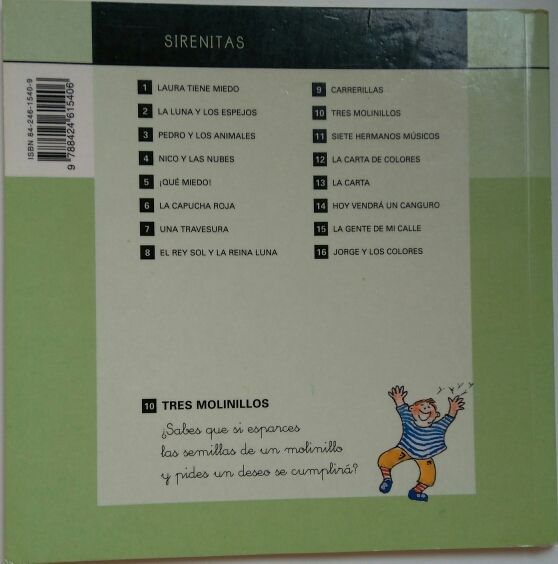 SIRENITAS
ISBN 84-246-1540-9
9 788424 615406
1 LAURA TIENE MIEDO
2 LA LUNA Y LOS ESPEJOS
3 PEDRO Y LOS ANIMALES
4 NICO Y LAS NUBES
5 ¡QUÉ MIEDO!
6 LA CAPUCHA ROJA
7 UNA TRAVESURA
8 EL REY SOL Y LA REINA LUNA
9 CARRERILLAS
10 TRES MOLINILLOS
11 SIETE HERMANOS MÚSICOS
12 LA CARTA DE COLORES
13 LA CARTA
14 HOY VENDRÁ UN CANGURO
15 LA GENTE DE MI CALLE
16 JORGE Y LOS COLORES
10 TRES MOLINILLOS
¿Sabes que si esparces
las semillas de un molinillo
y pides un deseo se cumplirá?